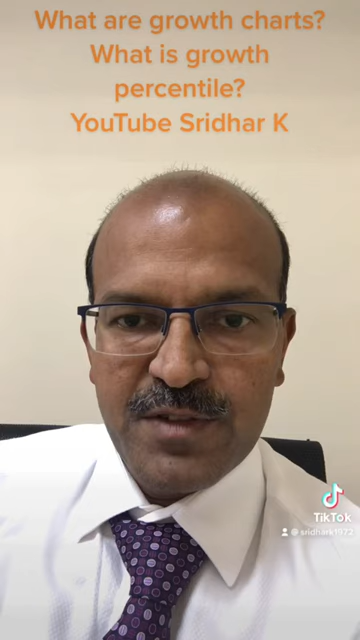 What are growth charts?
What is growth
percentile?
YouTube Sridhar K
TikTok
@ sridhark1972